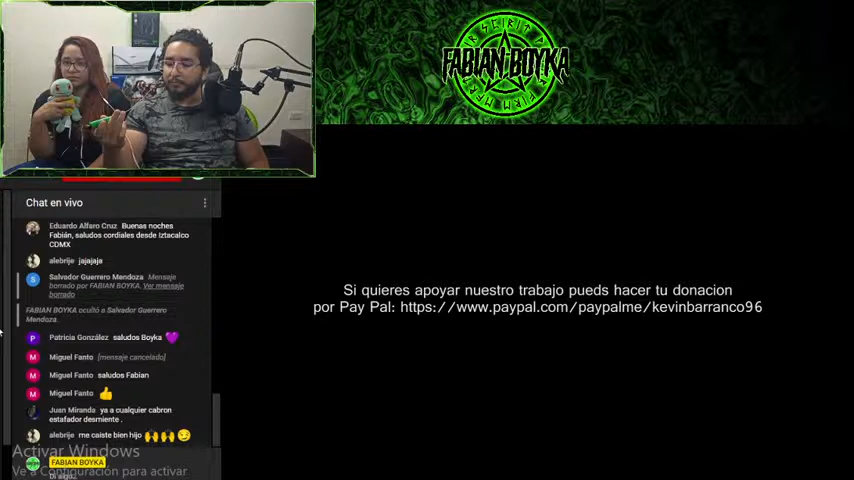 FABIAN BOYKA
Chat en vivo
Eduardo Alfaro Cruz Buenas noches
Fabián, saludos cordiales desde Iztacalco
CDMX
alebrije jajajaja
Salvador Guerrero Mendoza Mensaje
borrado por FABIAN BOYKA. Ver mensaje
borrado
FABIAN BOYKA ocultó a Salvador Guerrero
Mendoza.
Patricia González saludos Boyka 💜
Miguel Fanto [mensaje cancelado]
Miguel Fanto saludos Fabian
Miguel Fanto 👍
Juan Miranda ya a cualquier cabron
estafador desmiente .
alebrije me caiste bien hijo 🙌🙌😏
Activar Windows
FABIAN BOYKA
Ve a Configuración para activar
Di algo...
Si quieres apoyar nuestro trabajo pueds hacer tu donacion
por Pay Pal: https://www.paypal.com/paypalme/kevinbarranco96